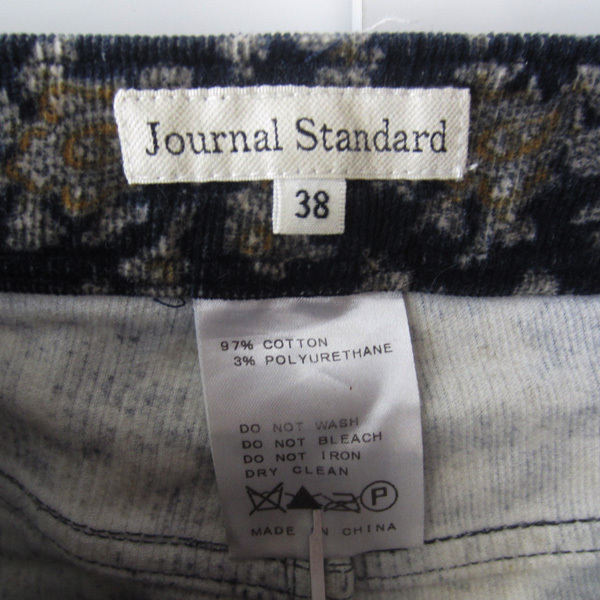 Journal Standard
38
97% COTTON
3% POLYURETHANE
DO NOT WASH
DO NOT BLEACH
DO NOT IRON
DRY CLEAN
P
MADE IN CHINA